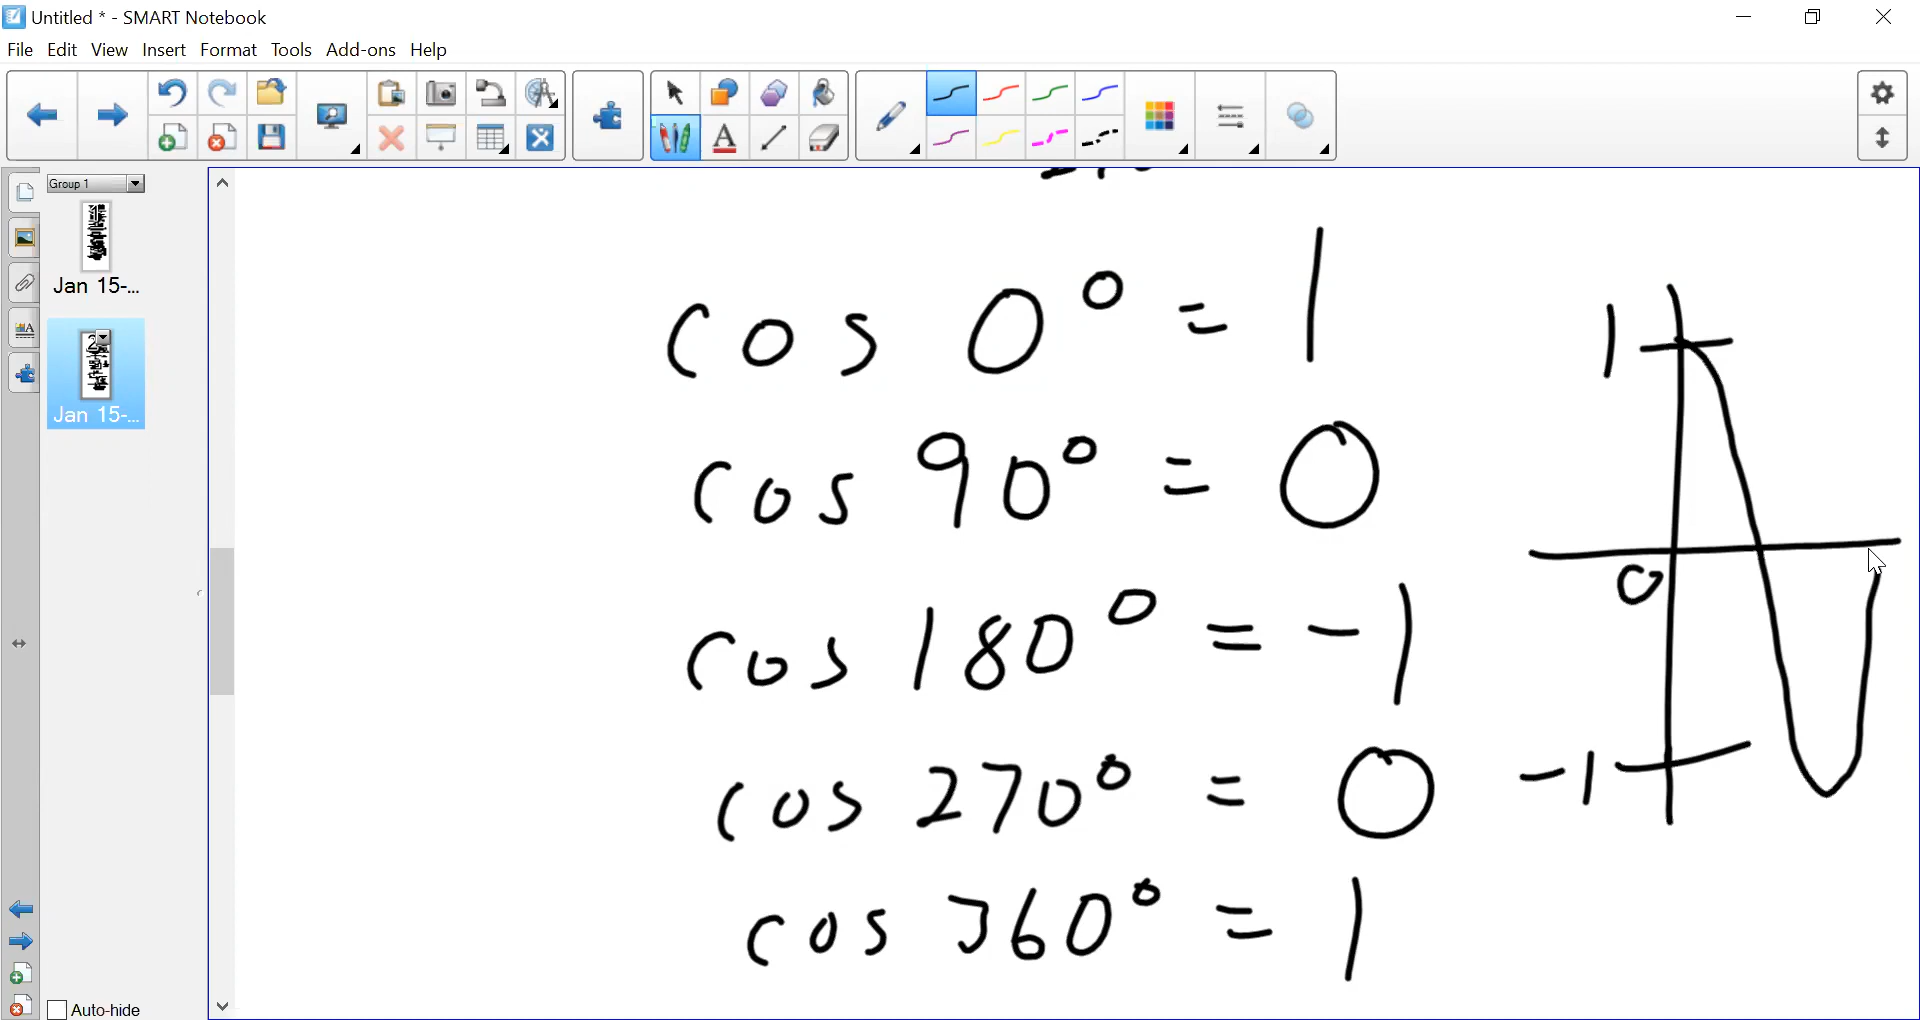 Untitled * - SMART Notebook
File Edit View Insert Format Tools Add-ons Help
Group 1
Jan 15-...
2
Jan 15-...
cos 0° = 1
cos 90° = 0
cos 180° = -1
cos 270° = 0
cos 360° = 1
1
0
-1
Auto-hide